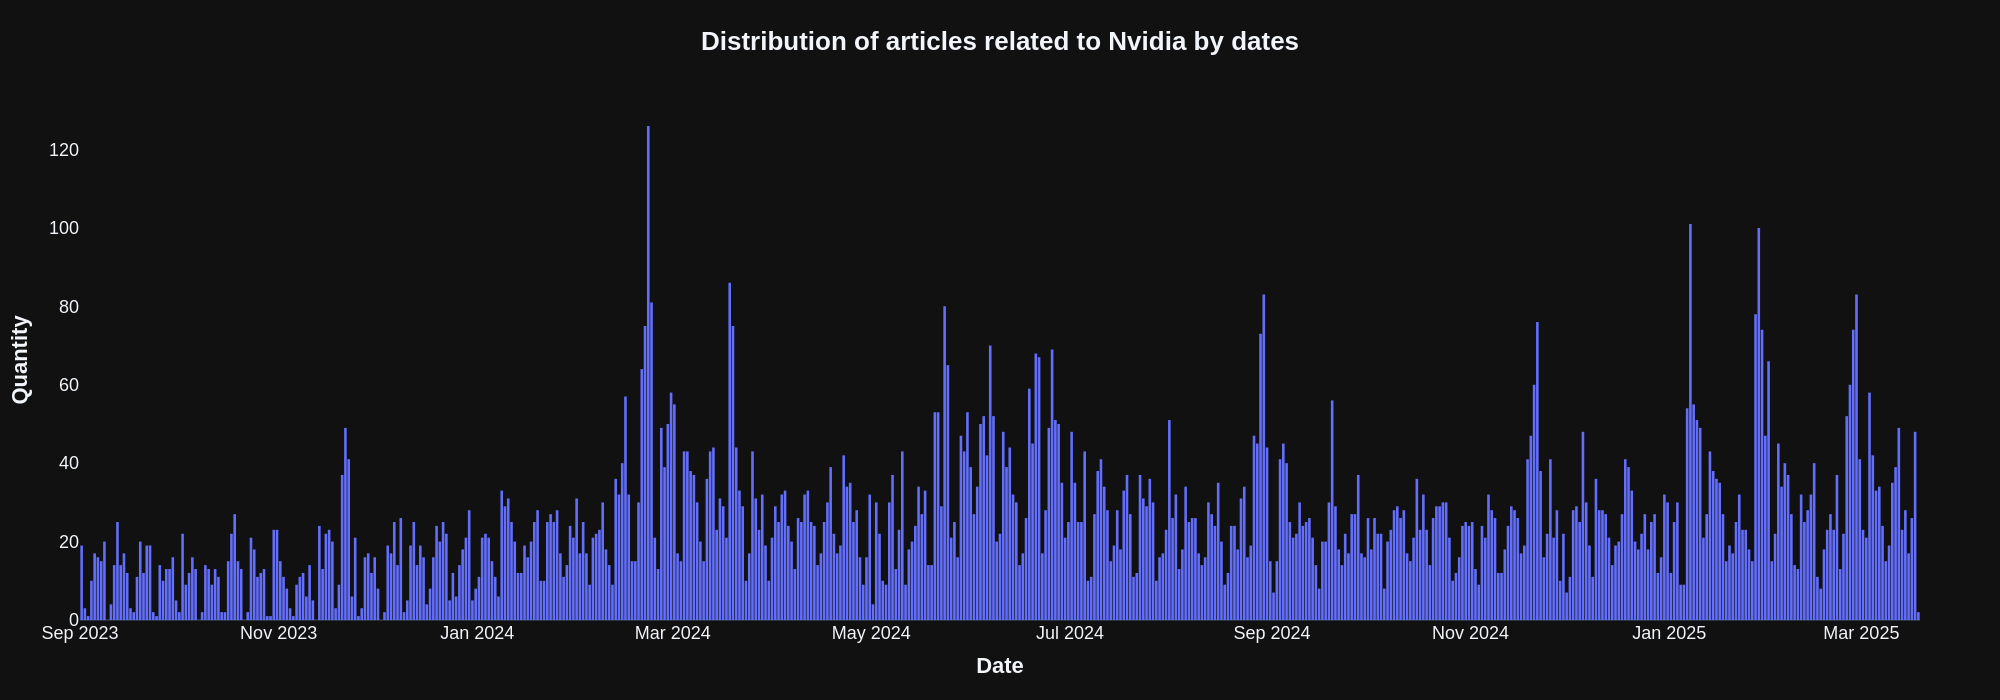 Distribution of articles related to Nvidia by dates
Quantity
120
100
80
60
40
20
0
Sep 2023 Nov 2023 Jan 2024 Mar 2024 May 2024 Jul 2024 Sep 2024 Nov 2024 Jan 2025 Mar 2025
Date